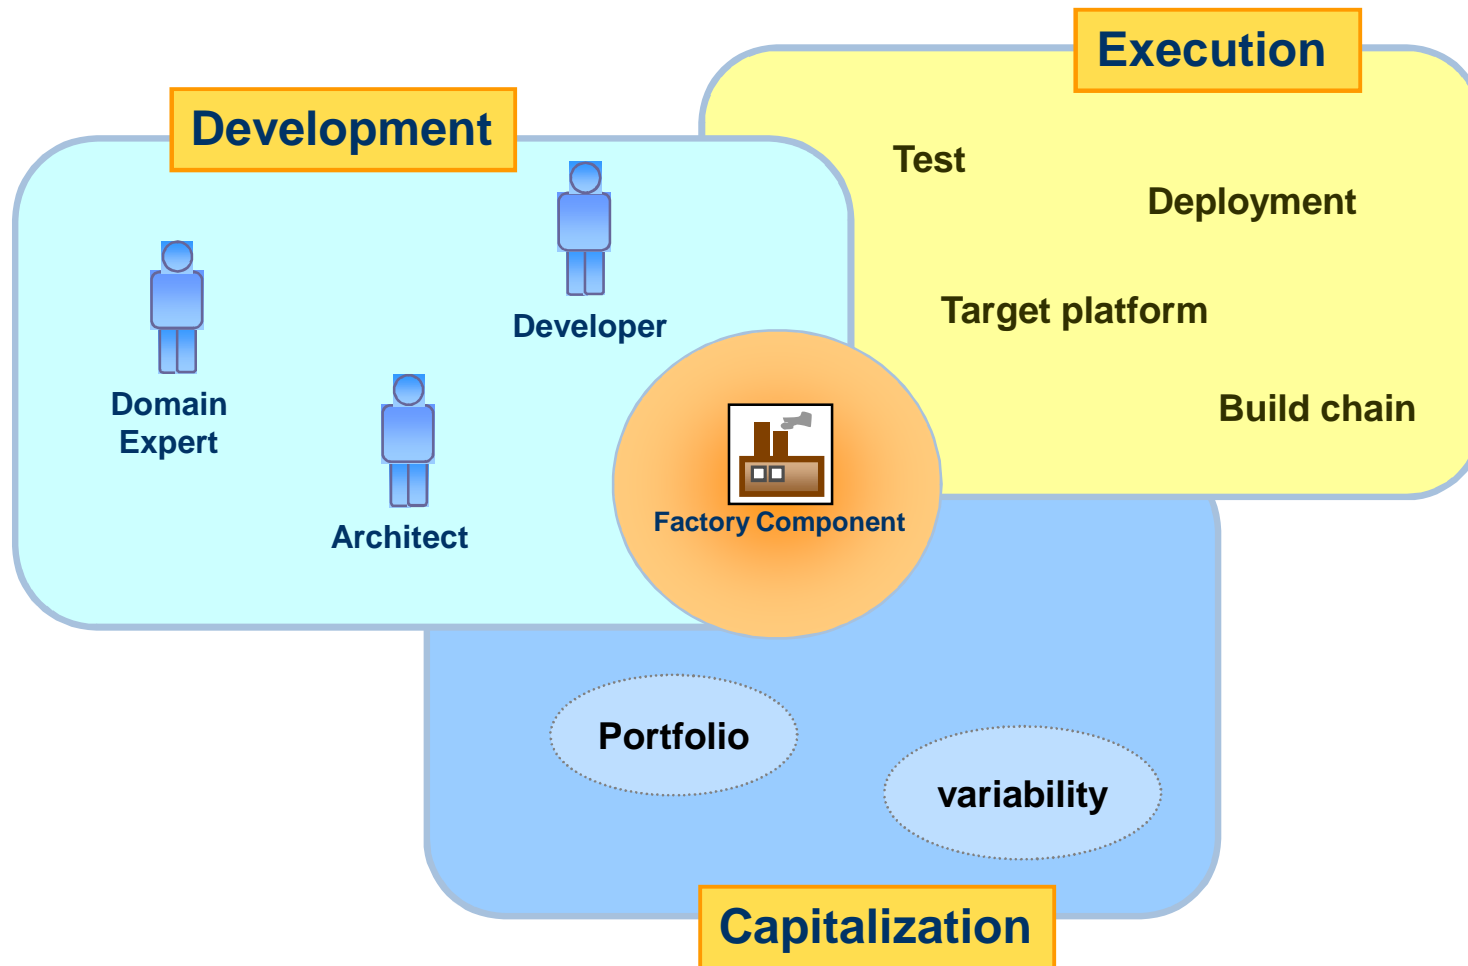 Execution
Development
Test
Deployment
Target platform
Build chain
Developer
Domain
Expert
Architect
Factory Component
Portfolio
variability
Capitalization